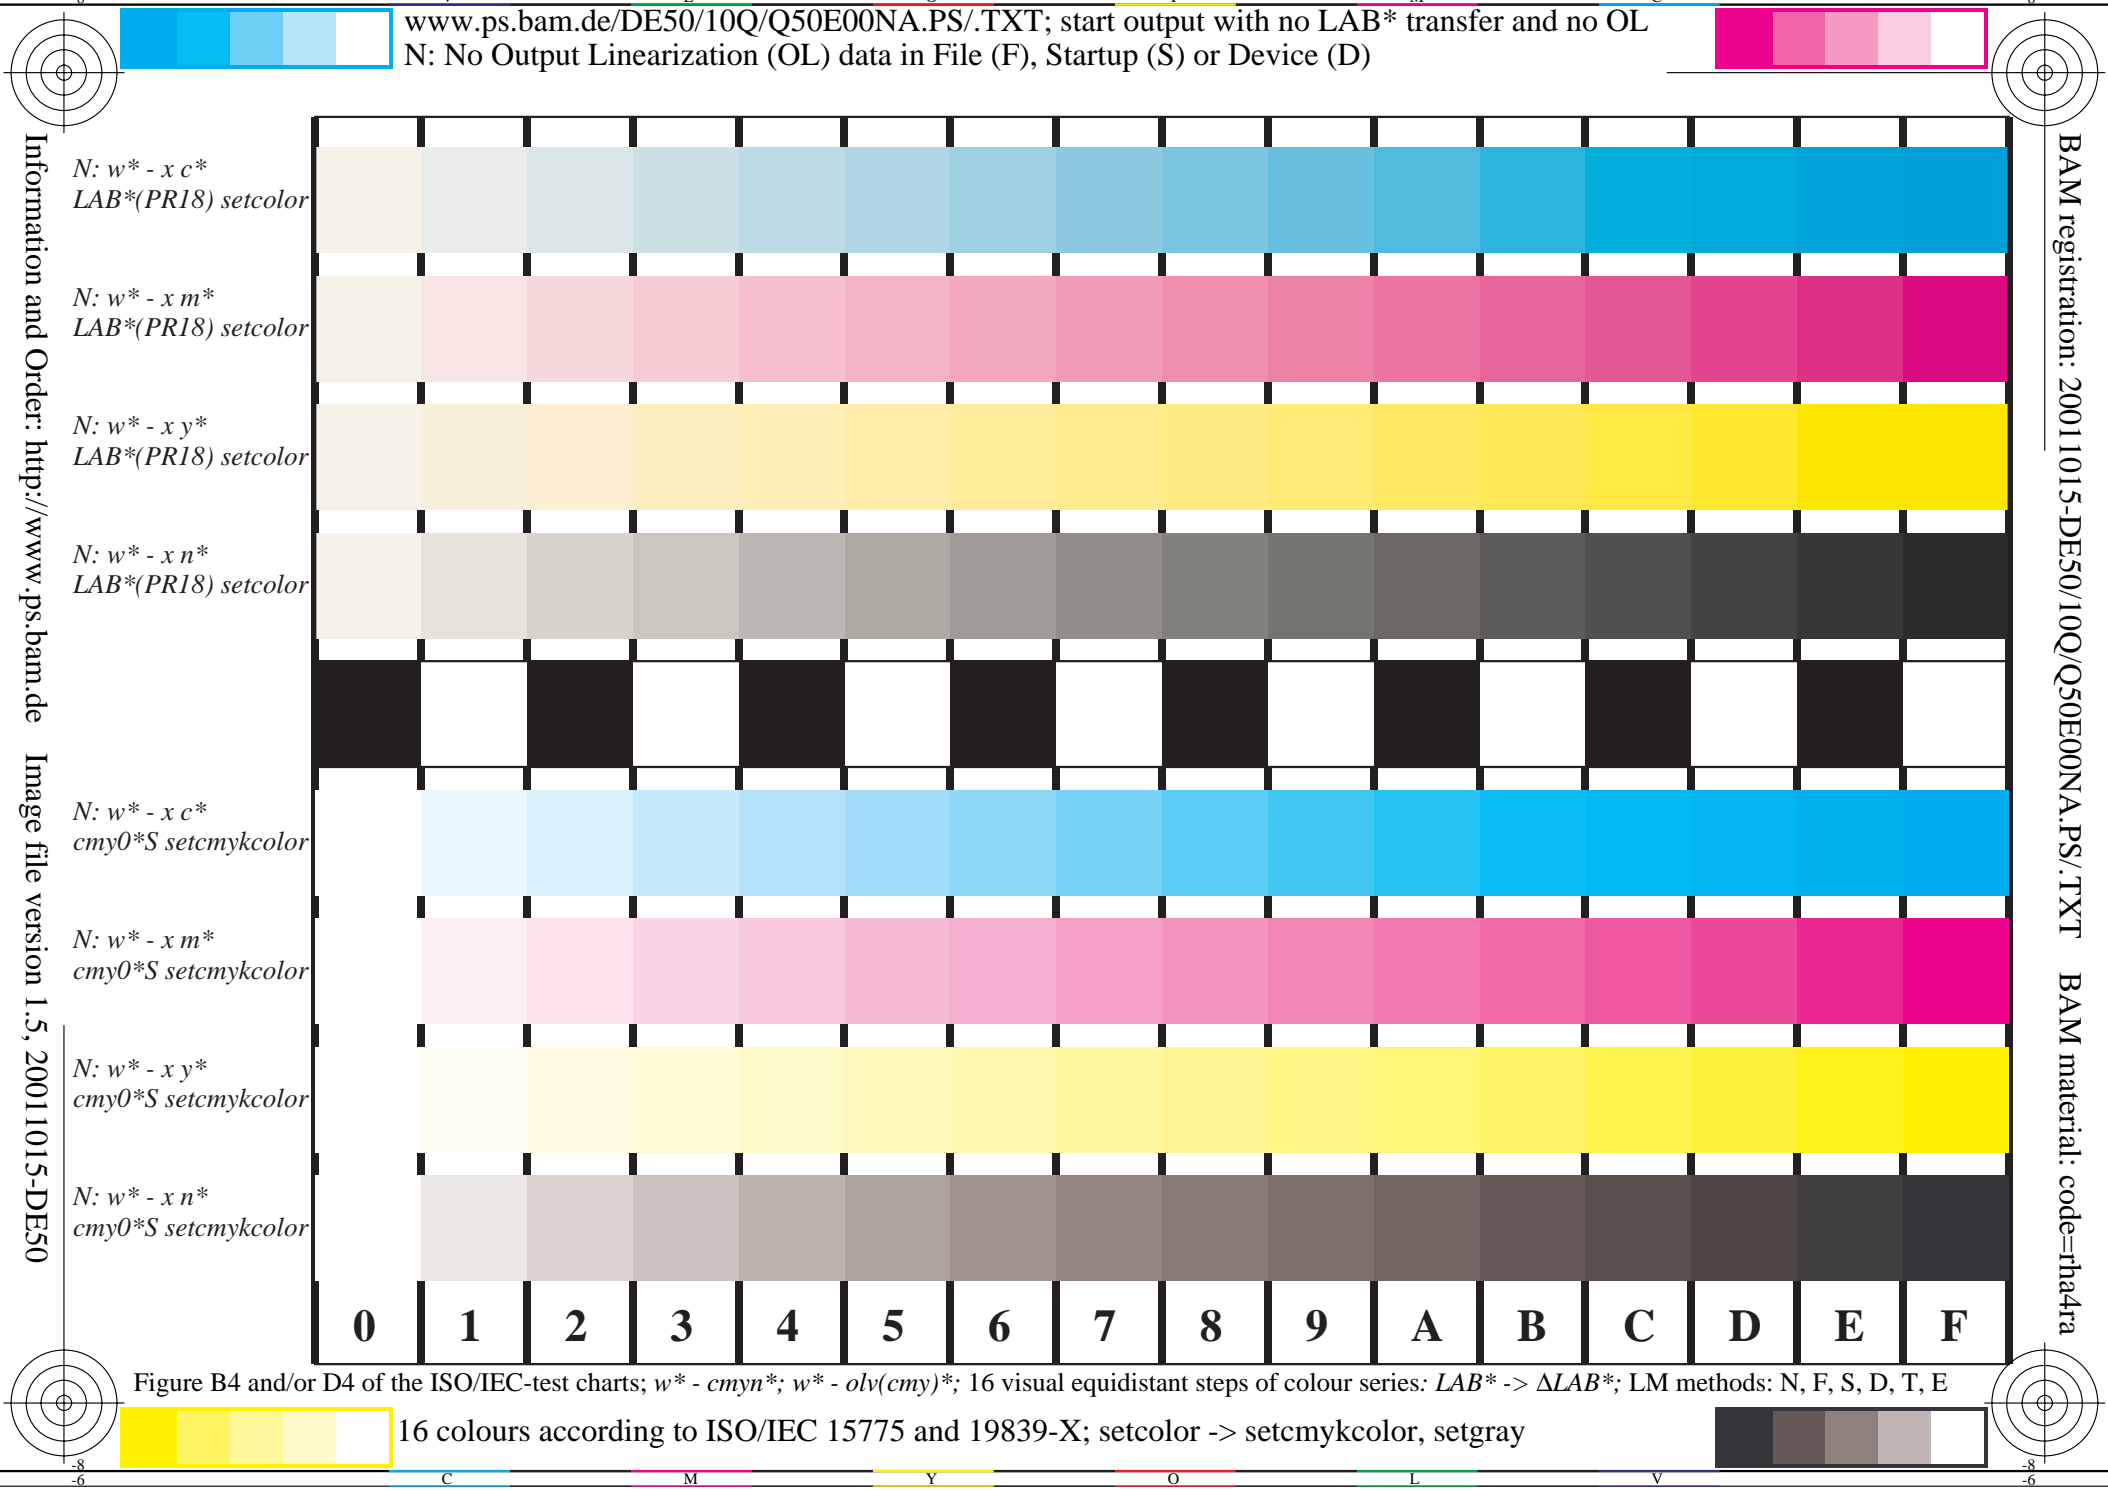 www.ps.bam.de/DE50/10Q/Q50E00NA.PS/.TXT; start output with no LAB* transfer and no OL
N: No Output Linearization (OL) data in File (F), Startup (S) or Device (D)
Information and Order: http://www.ps.bam.de Image file version 1.5, 20011015-DE50
BAM registration: 20011015-DE50/10Q/Q50E00NA.PS/.TXT BAM material: code=rha4ra
N: w* - x c*
LAB*(PR18) setcolor
N: w* - x m*
LAB*(PR18) setcolor
N: w* - x y*
LAB*(PR18) setcolor
N: w* - x n*
LAB*(PR18) setcolor
N: w* - x c*
cmy0*S setcmykcolor
N: w* - x m*
cmy0*S setcmykcolor
N: w* - x y*
cmy0*S setcmykcolor
N: w* - x n*
cmy0*S setcmykcolor
0 1 2 3 4 5 6 7 8 9 A B C D E F
Figure B4 and/or D4 of the ISO/IEC-test charts; w* - cmyn*; w* - olv(cmy)*; 16 visual equidistant steps of colour series: LAB* -> ΔLAB*; LM methods: N, F, S, D, T, E
16 colours according to ISO/IEC 15775 and 19839-X; setcolor -> setcmykcolor, setgray
-8 -8
-6 C M Y O L V -6